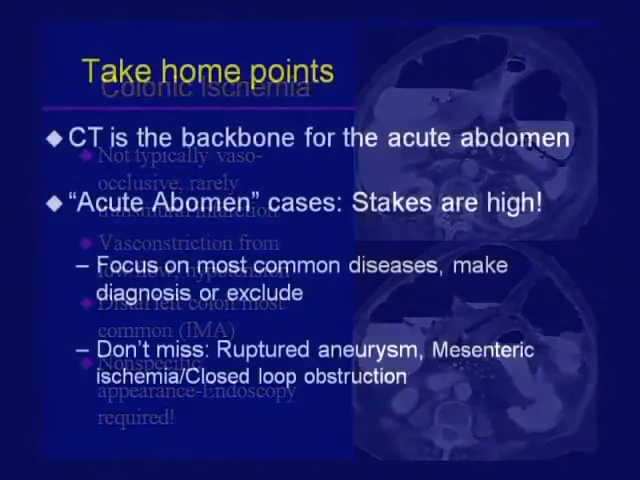 Take home points
Colonic Ischemia
CT is the backbone for the acute abdomen
Not typically vaso-
occlusive, rarely
transmural infarction
"Acute Abomen" cases: Stakes are high!
Vasconstriction from
Focus on most common diseases, make
diagnosis or exclude
Distal left colon most
common (IMA)
Don't miss: Ruptured aneurysm, Mesenteric
ischemia/Closed loop obstruction
Nonspecific
appearance-Endoscopy
required!